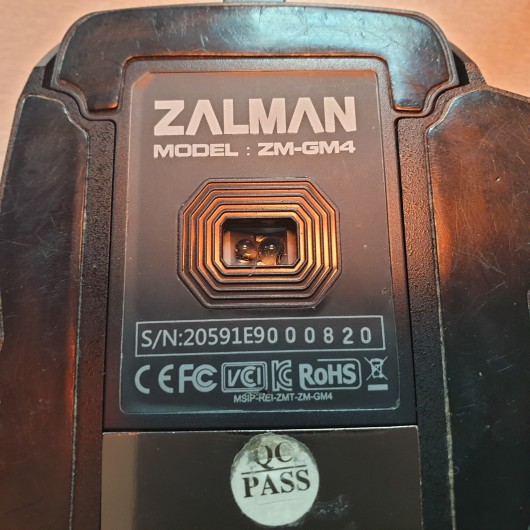 ZALMAN
MODEL : ZM-GM4
S/N:20591E9000820
CE FC VCI KC RoHS
MSIP-REI-ZMT-ZM-GM4
QC
PASS